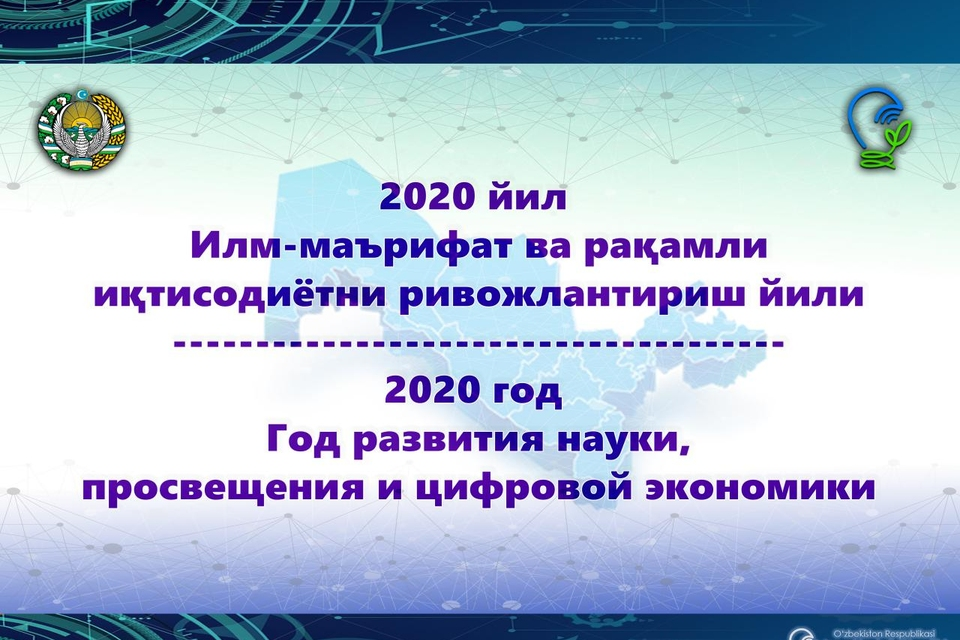 2020 йил
Илм-маърифат ва рақамли
иқтисодиётни ривожлантириш йили
-------------------------------------
2020 год
Год развития науки,
просвещения и цифровой экономики
O'zbekiston Respublikasi